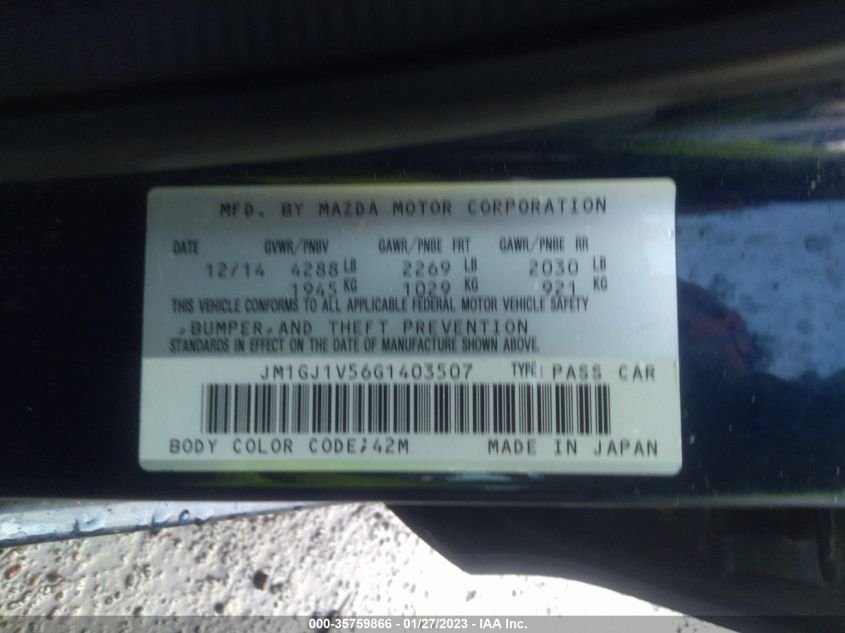 MFD. BY MAZDA MOTOR CORPORATION
DATE GVWR/PNBV GAWR/PNBE FRT GAWR/PNBE RR
12/14 4288 LB 2269 LB 2030 LB
1945 KG 1029 KG 921 KG
THIS VEHICLE CONFORMS TO ALL APPLICABLE FEDERAL MOTOR VEHICLE SAFETY
,BUMPER,AND THEFT PREVENTION
STANDARDS IN EFFECT ON THE DATE OF MANUFACTURE SHOWN ABOVE.
JM1GJ1V56G1403507 TYPE: PASS CAR
BODY COLOR CODE:42M MADE IN JAPAN
000-35759866 - 01/27/2023 - IAA Inc.